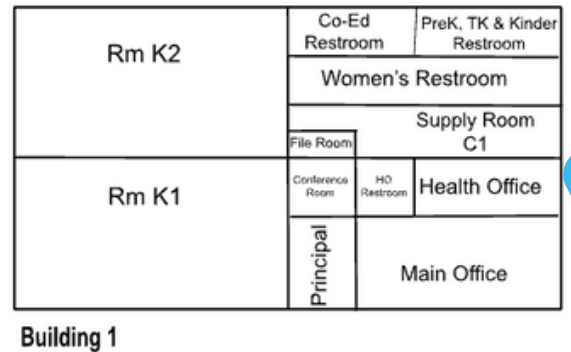 Rm K2
Co-Ed
Restroom
PreK, TK & Kinder
Restroom
Women's Restroom
Supply Room
C1
File Room
Rm K1
Conference
Room
HO
Restroom
Health Office
Principal
Main Office
Building 1